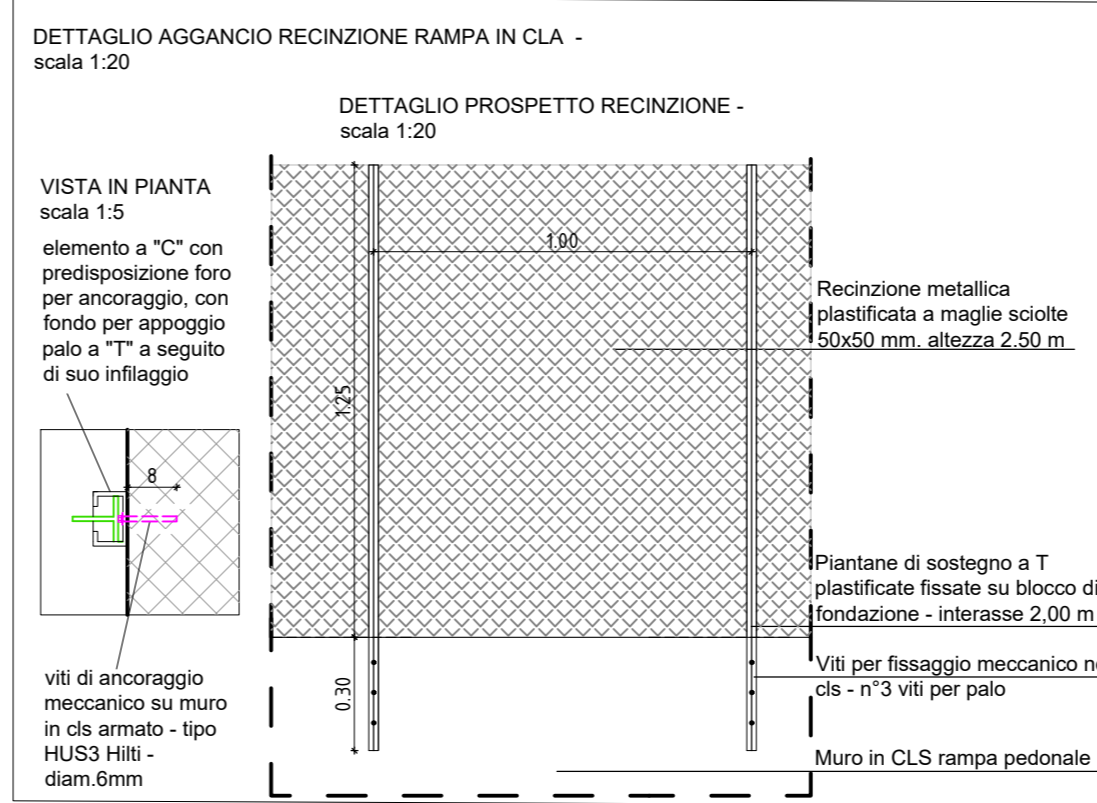 DETTAGLIO AGGANCIO RECINZIONE RAMPA IN CLA -
scala 1:20
DETTAGLIO PROSPETTO RECINZIONE -
scala 1:20
VISTA IN PIANTA
scala 1:5
elemento a "C" con
predisposizione foro
per ancoraggio, con
fondo per appoggio
palo a "T" a seguito
di suo infilaggio
8
viti di ancoraggio
meccanico su muro
in cls armato - tipo
HUS3 Hilti -
diam.6mm
1.00
1.25
0.30
Recinzione metallica
plastificata a maglie sciolte
50x50 mm. altezza 2.50 m
Piantane di sostegno a T
plastificate fissate su blocco di
fondazione - interasse 2,00 m
Viti per fissaggio meccanico
cls - n°3 viti per palo
Muro in CLS rampa pedonale